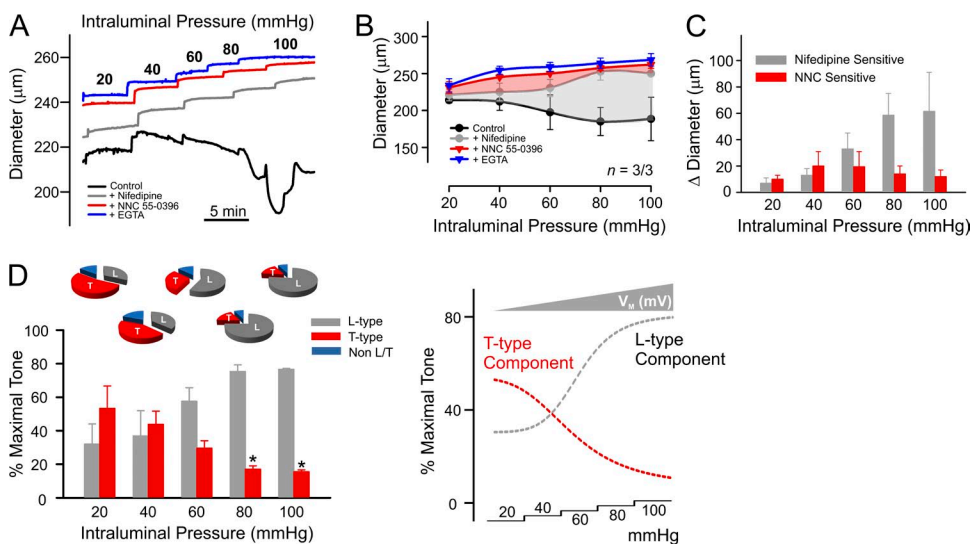 A
Intraluminal Pressure (mmHg)
Diameter (µm)
260
240
220
200
20
40
60
80
100
Control
+ Nifedipine
+ NNC 55-0396
+ EGTA
5 min
B
Diameter (µm)
300
250
200
150
Control
+ Nifedipine
+ NNC 55-0396
+ EGTA
n = 3/3
20 40 60 80 100
Intraluminal Pressure (mmHg)
C
Δ Diameter (µm)
100
80
60
40
20
0
Nifedipine Sensitive
NNC Sensitive
20 40 60 80 100
Intraluminal Pressure (mmHg)
D
T L
T L
T L
T L
T L
L-type
T-type
Non L/T
% Maximal Tone
100
80
60
40
20
0
* *
20 40 60 80 100
Intraluminal Pressure (mmHg)
% Maximal Tone
80
40
0
VM (mV)
T-type
Component
L-type
Component
20 40 60 80 100
mmHg